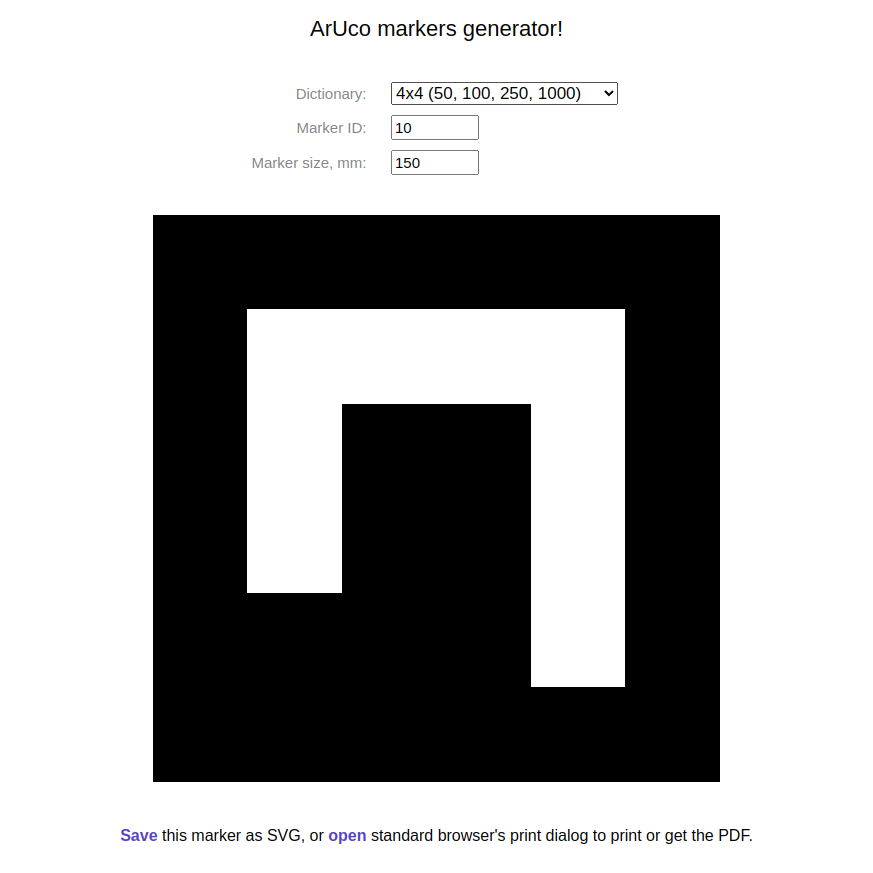 ArUco markers generator!
Dictionary: 4x4 (50, 100, 250, 1000)
Marker ID: 10
Marker size, mm: 150
Save this marker as SVG, or open standard browser's print dialog to print or get the PDF.